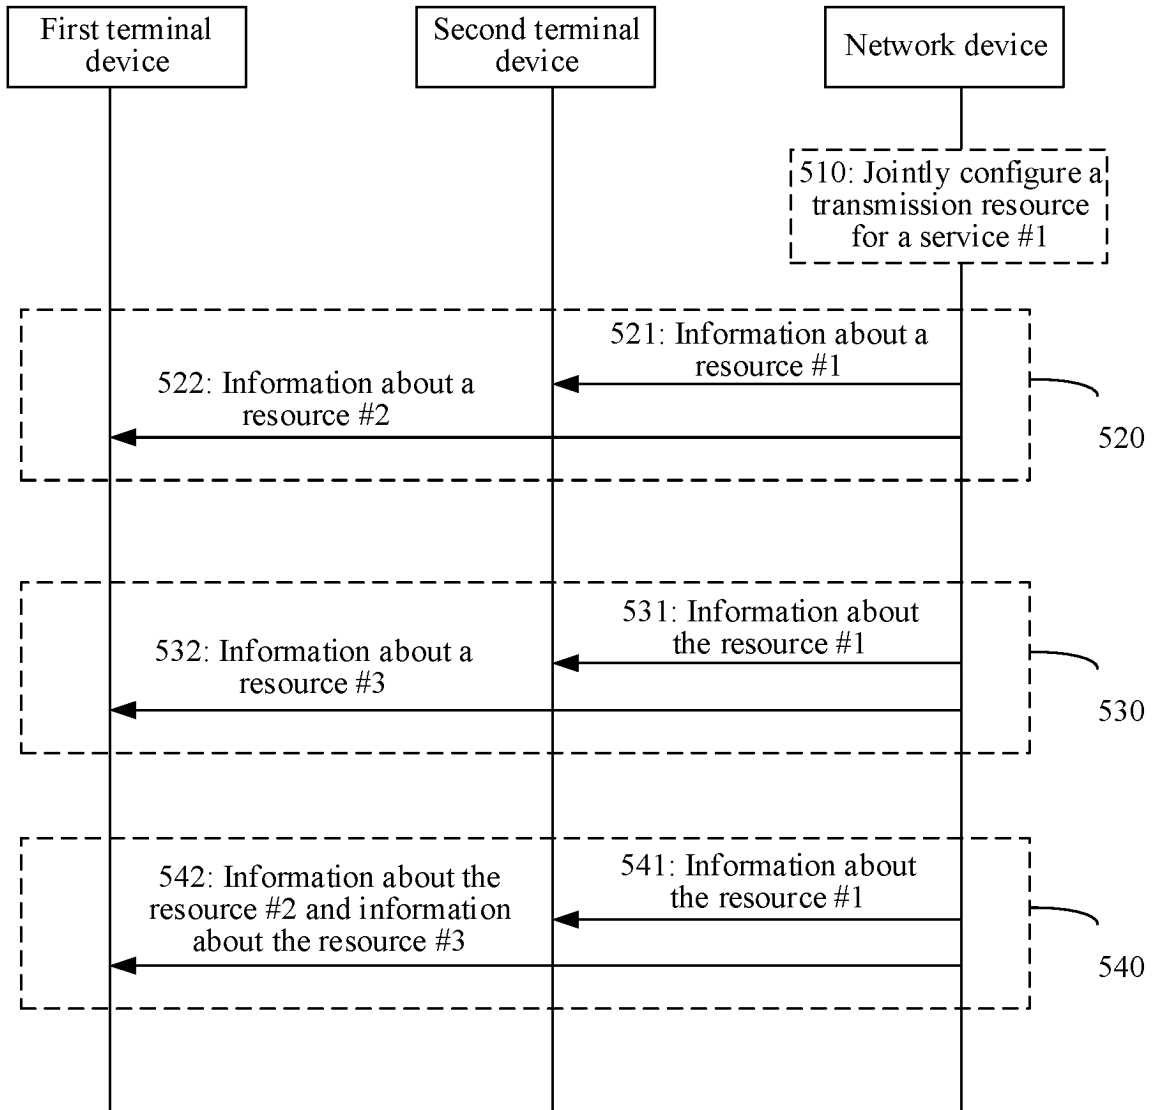 First terminal
device
Second terminal
device
Network device
510: Jointly configure a
transmission resource
for a service #1
521: Information about a
resource #1
522: Information about a
resource #2
520
531: Information about
the resource #1
532: Information about a
resource #3
530
541: Information about
the resource #1
542: Information about the
resource #2 and information
about the resource #3
540